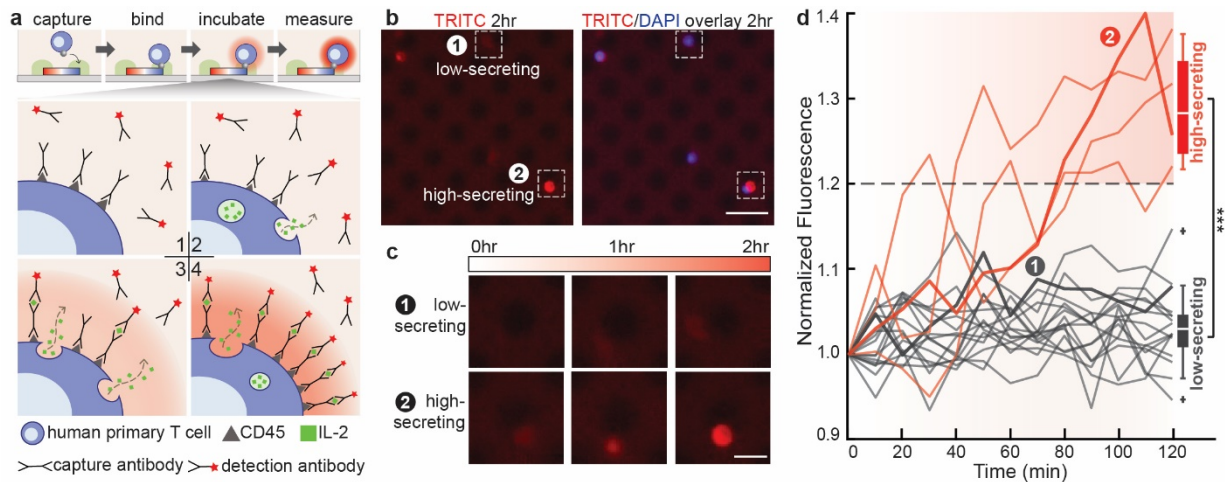 a
capture
bind
incubate
measure
1 2
3 4
human primary T cell
CD45
IL-2
capture antibody
detection antibody
b
TRITC 2hr
TRITC/DAPI overlay 2hr
1
low-secreting
2
high-secreting
c
0hr
1hr
2hr
1 low-
secreting
2 high-
secreting
d
Normalized Fluorescence
1.4
1.3
1.2
1.1
1.0
0.9
0
20
40
60
80
100
120
Time (min)
2
1
high-secreting
low-secreting
***